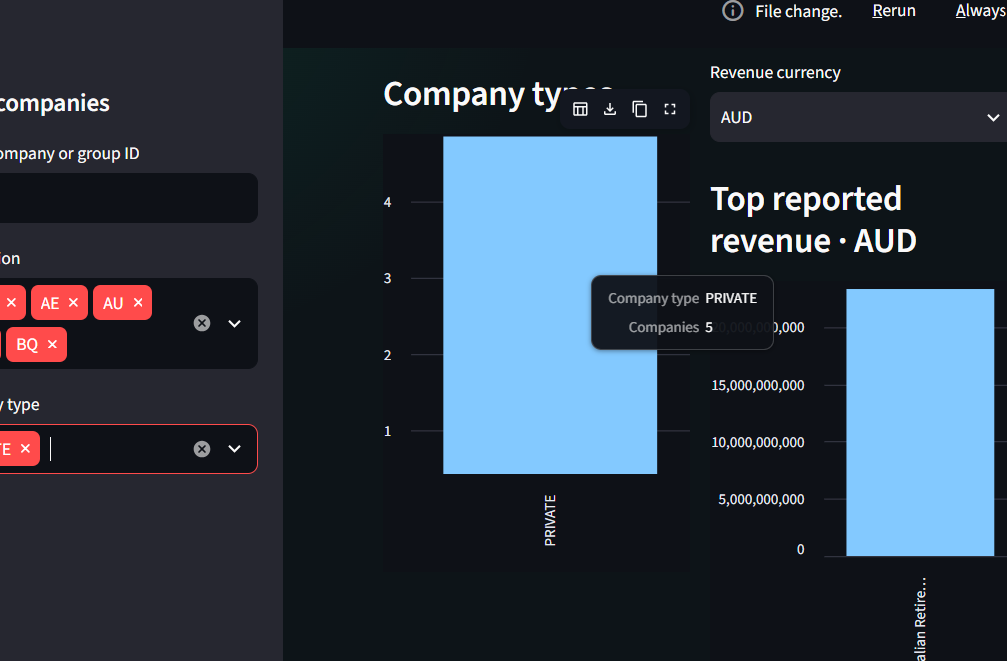 File change. Rerun Always
companies
ompany or group ID
ion
AE
AU
BQ
y type
TE
Company types
4
3
2
1
PRIVATE
Company type PRIVATE
Companies 5
Revenue currency
AUD
Top reported
revenue · AUD
20,000,000,000
15,000,000,000
10,000,000,000
5,000,000,000
0
alian Retire...